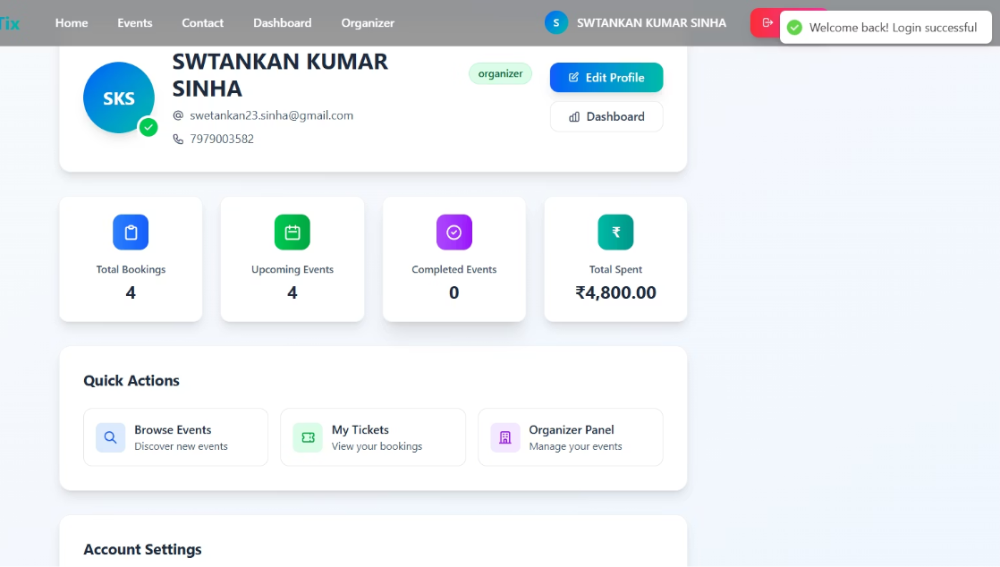 Tix
Home Events Contact Dashboard Organizer S SWTANKAN KUMAR SINHA
Welcome back! Login successful
SKS
SWTANKAN KUMAR
SINHA
swetankan23.sinha@gmail.com
7979003582
organizer
Edit Profile
Dashboard
Total Bookings
4
Upcoming Events
4
Completed Events
0
₹
Total Spent
₹4,800.00
Quick Actions
Browse Events
Discover new events
My Tickets
View your bookings
Organizer Panel
Manage your events
Account Settings